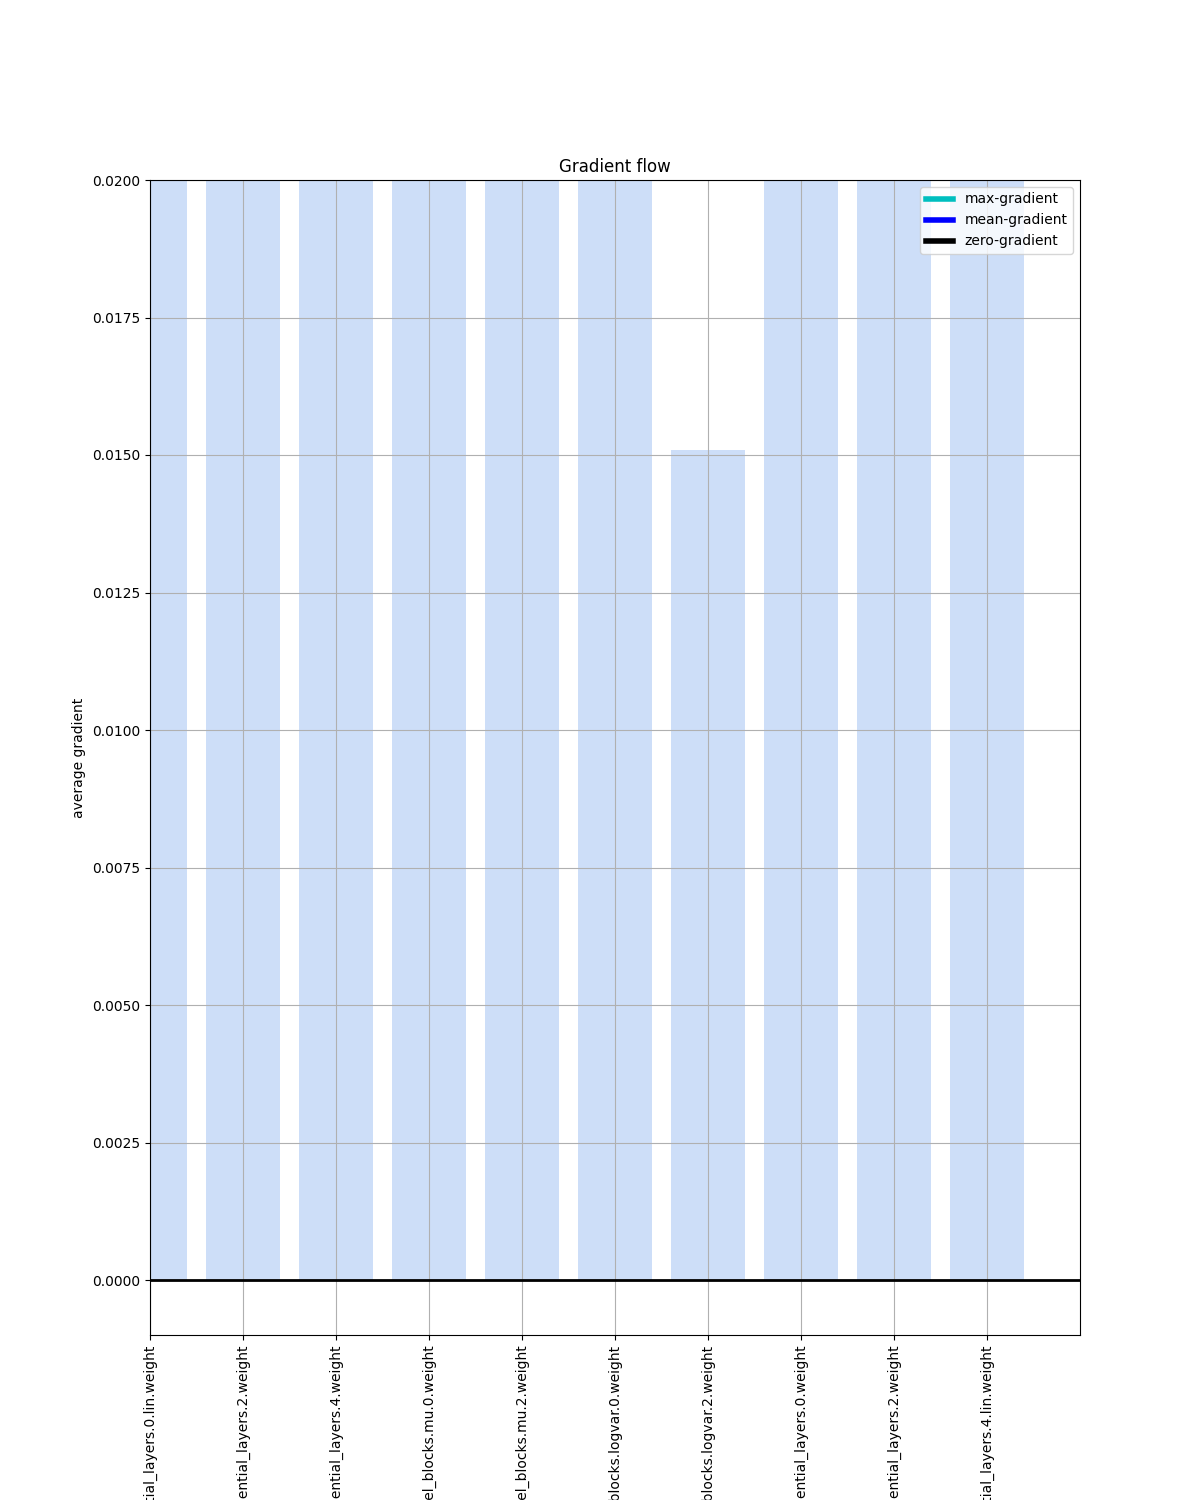 Gradient flow
0.0200
0.0175
0.0150
0.0125
0.0100
0.0075
0.0050
0.0025
0.0000
average gradient
max-gradient
mean-gradient
zero-gradient
tial_layers.0.lin.weight
ential_layers.2.weight
ential_layers.4.weight
el_blocks.mu.0.weight
el_blocks.mu.2.weight
blocks.logvar.0.weight
blocks.logvar.2.weight
ential_layers.0.weight
ential_layers.2.weight
tial_layers.4.lin.weight